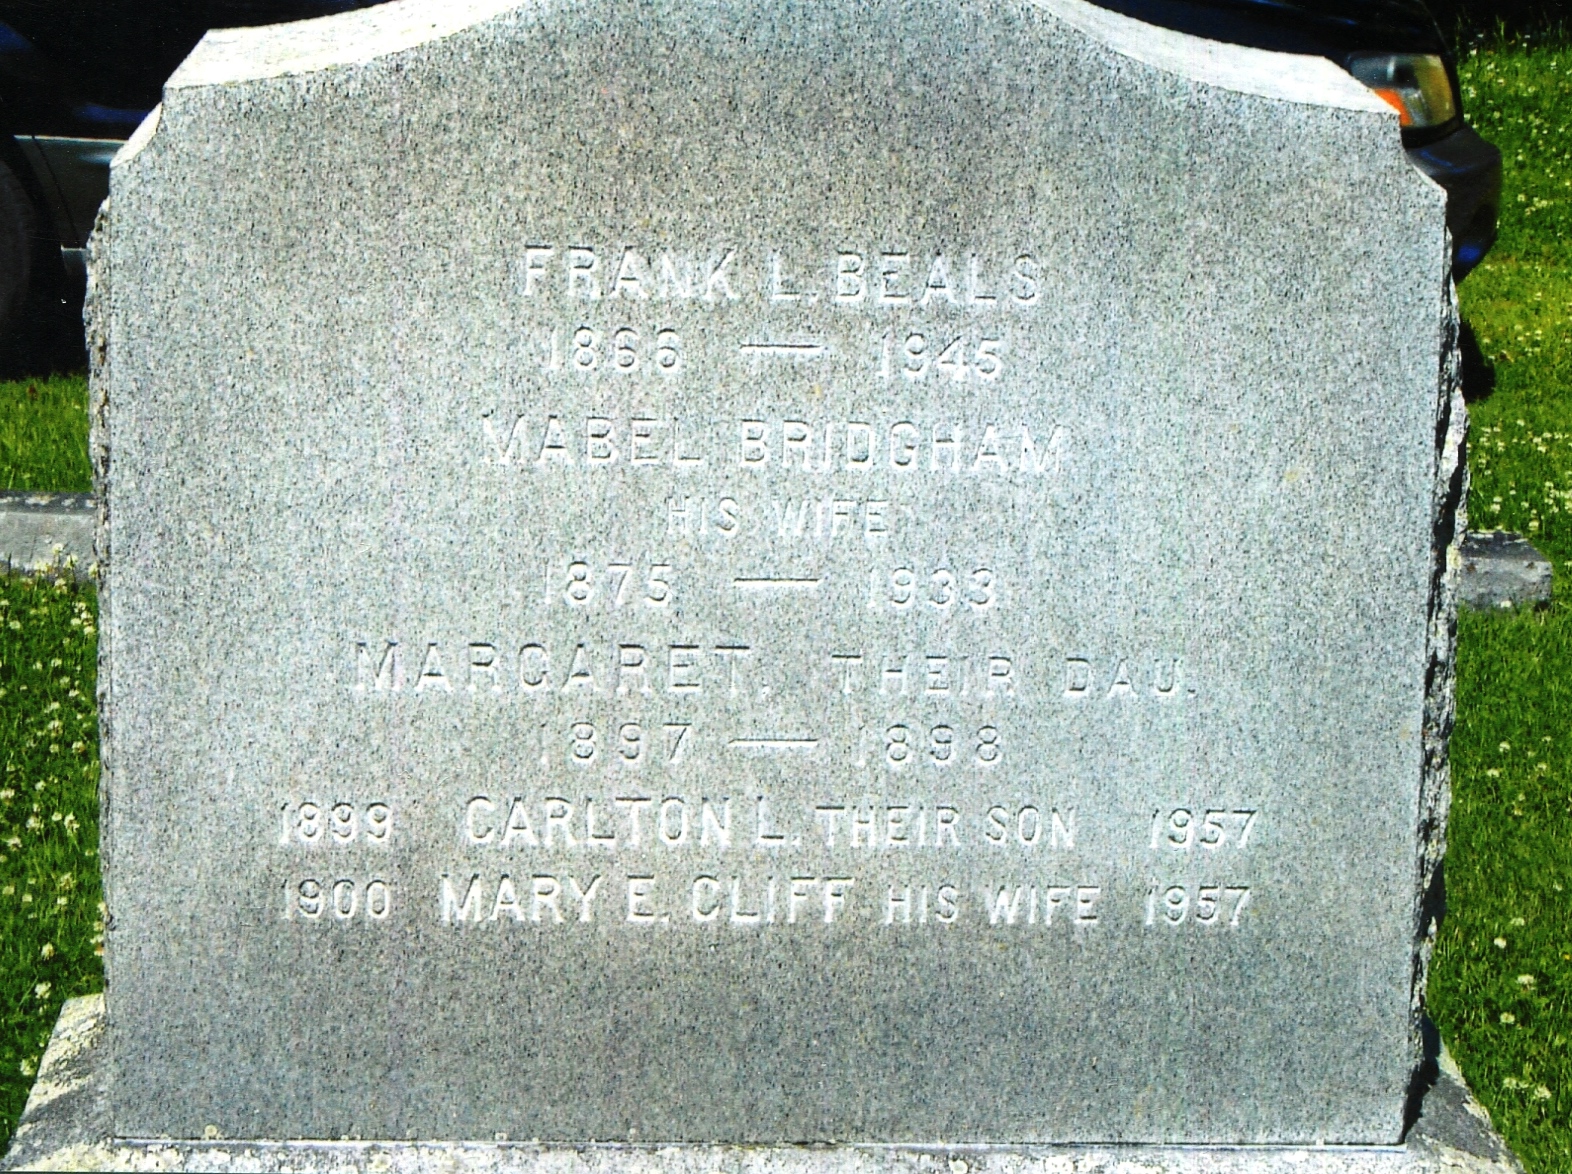 FRANK L. BEALS
1866 — 1945
MABEL BRIDGHAM
HIS WIFE
1875 — 1933
MARGARET, THEIR DAU.
1897 — 1898
1899 CARLTON L. THEIR SON 1957
1900 MARY E. CLIFF HIS WIFE 1957